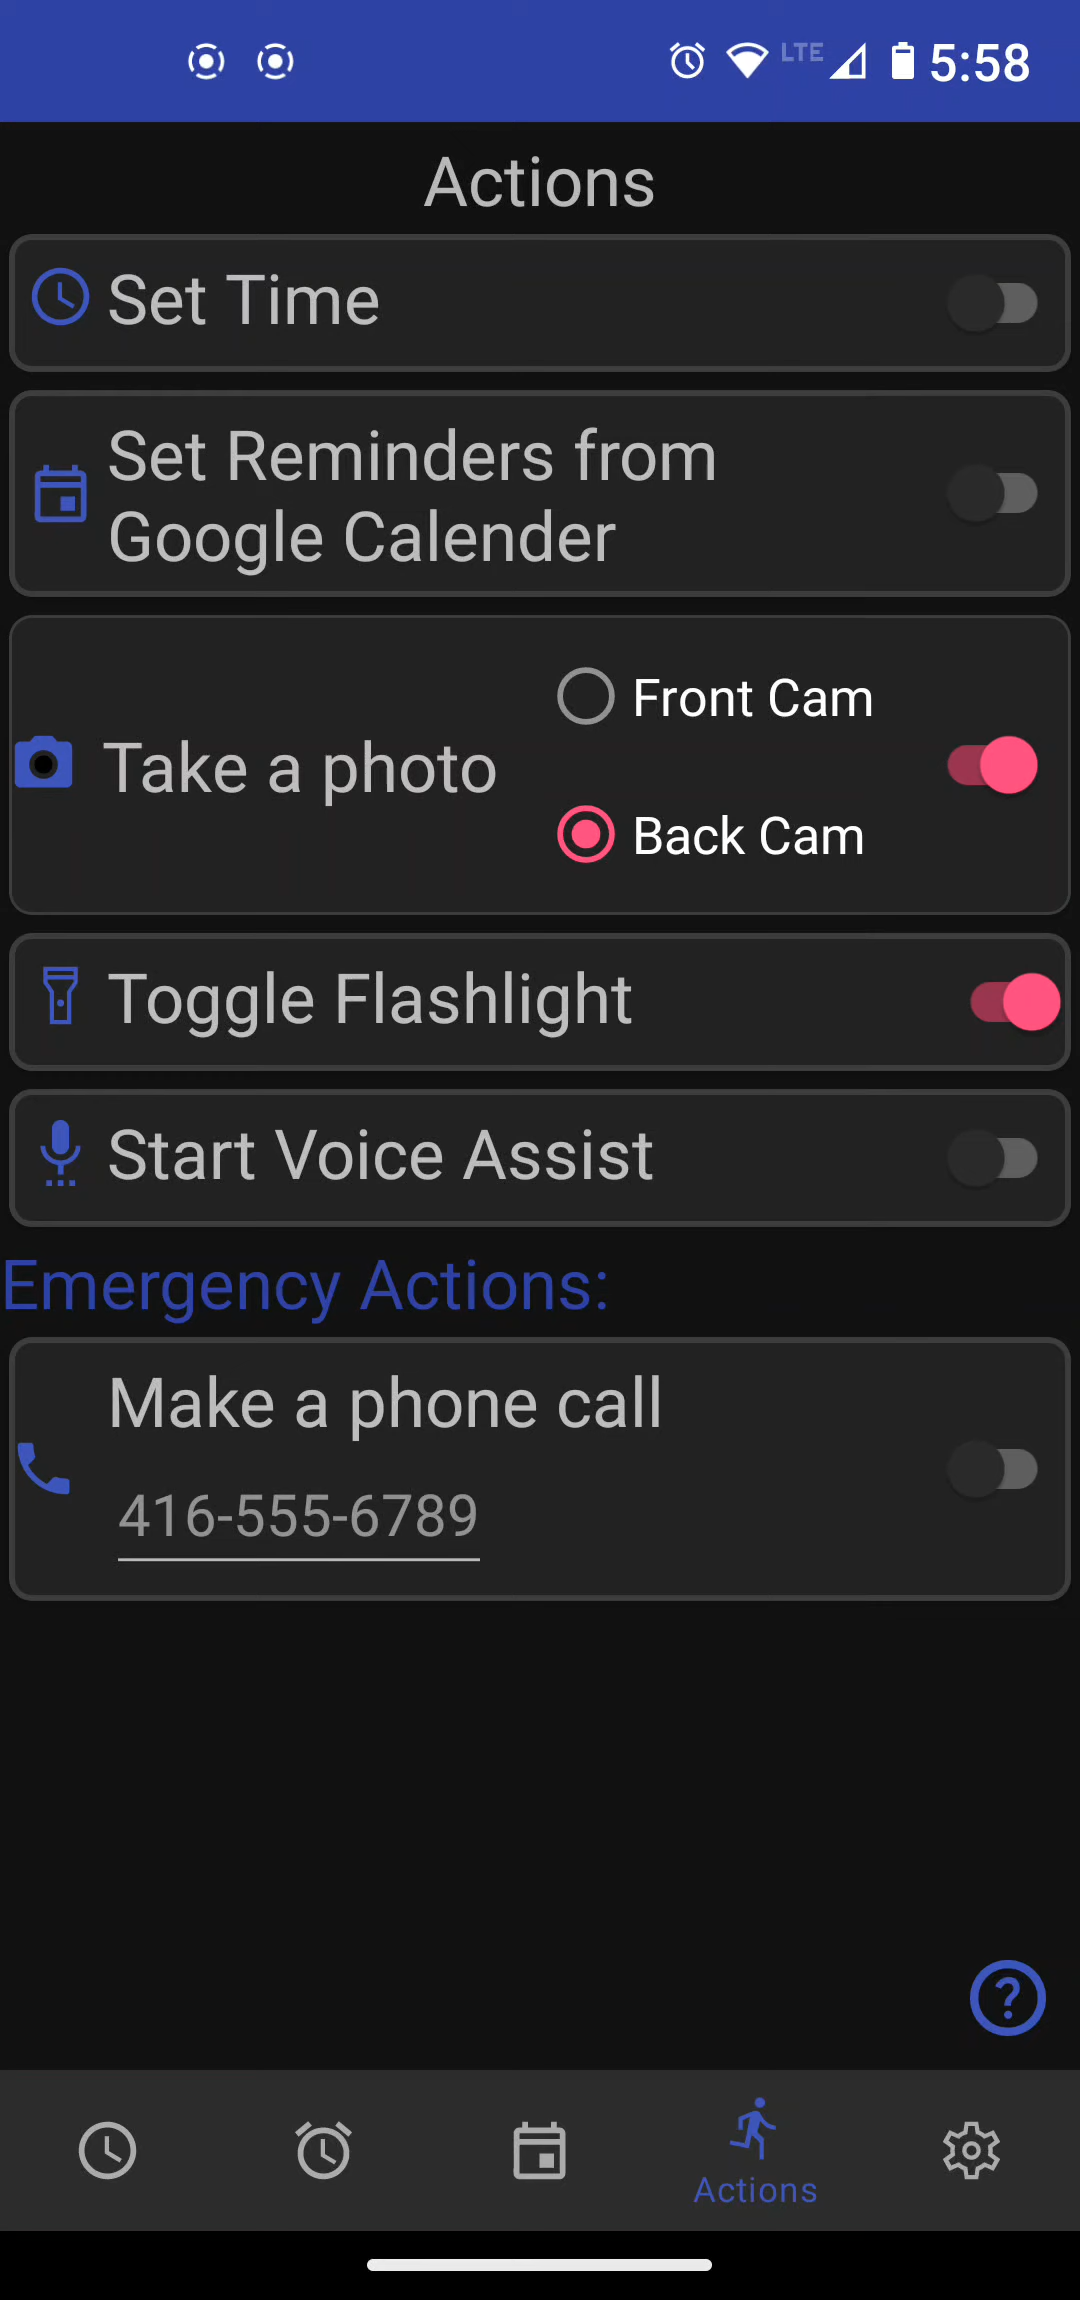 LTE 5:58
Actions
Set Time
Set Reminders from
Google Calender
Front Cam
Take a photo
Back Cam
Toggle Flashlight
Start Voice Assist
Emergency Actions:
Make a phone call
416-555-6789
?
Actions